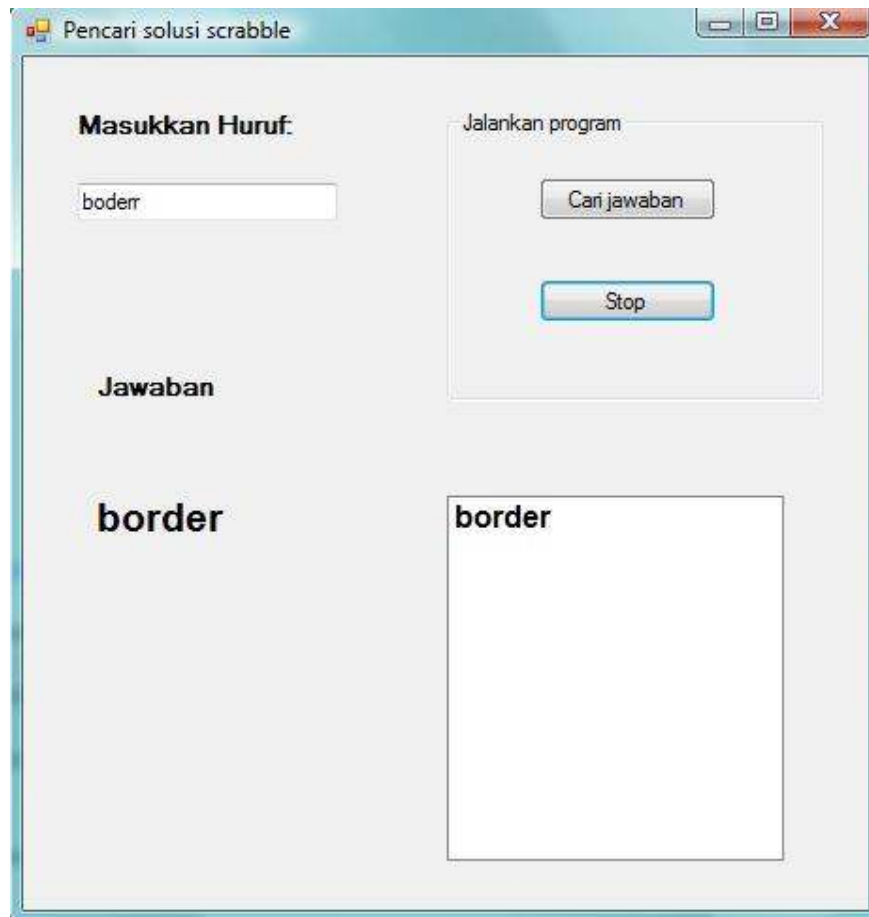 Pencari solusi scrabble
Masukkan Huruf:
Jalankan program
boderr
Cari jawaban
Stop
Jawaban
border
border